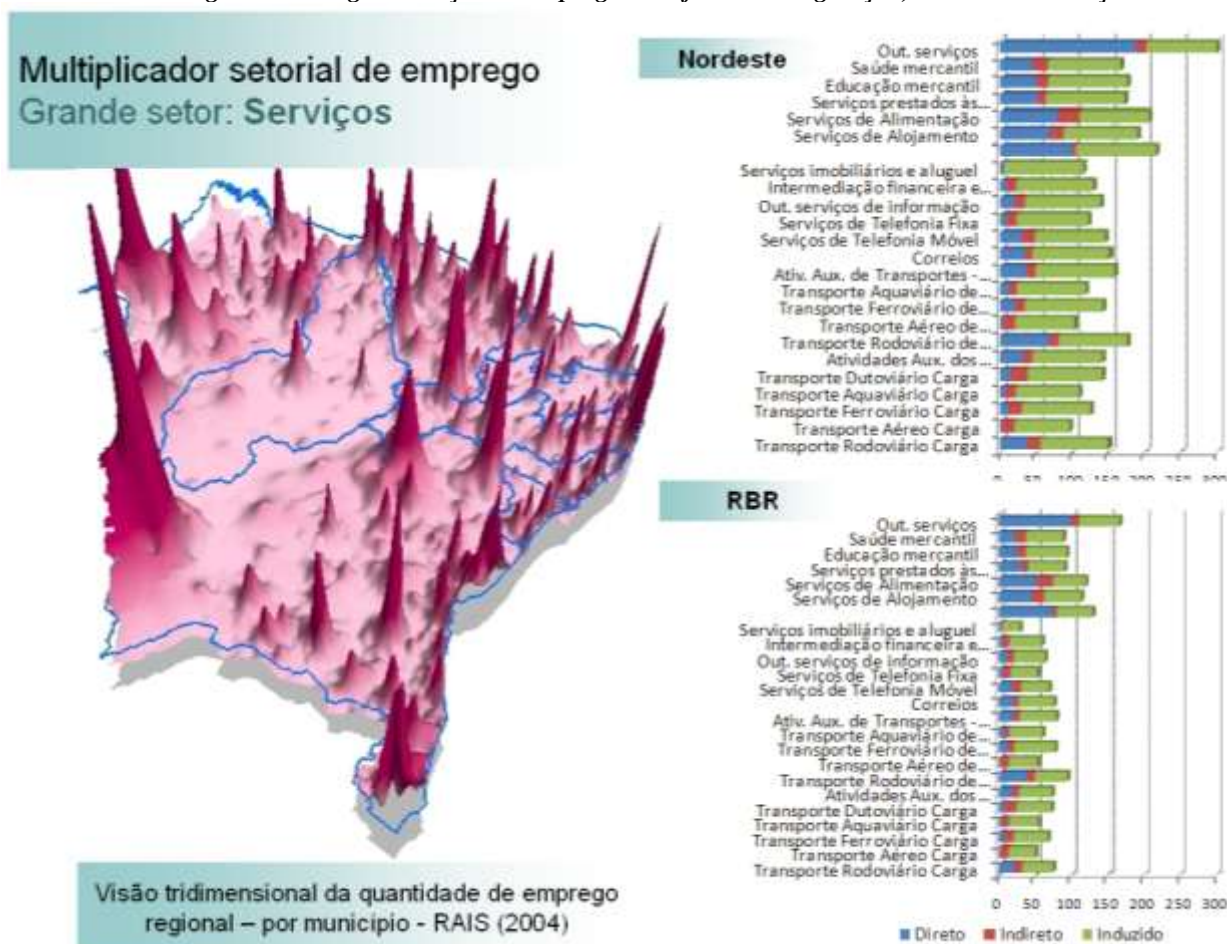 Multiplicador setorial de emprego
Grande setor: Serviços
Nordeste
Out. serviços
Saúde mercantil
Educação mercantil
Serviços prestados às...
Serviços de Alimentação
Serviços de Alojamento
Serviços imobiliários e aluguel
Intermediação financeira e...
Out. serviços de informação
Serviços de Telefonia Fixa
Serviços de Telefonia Móvel
Correios
Ativ. Aux. de Transportes -...
Transporte Aquaviário de...
Transporte Ferroviário de...
Transporte Aéreo de...
Transporte Rodoviário de...
Atividades Aux. dos...
Transporte Dutoviário Carga
Transporte Aquaviário Carga
Transporte Ferroviário Carga
Transporte Aéreo Carga
Transporte Rodoviário Carga
0 50 100 150 200 250 300
RBR
Out. serviços
Saúde mercantil
Educação mercantil
Serviços prestados às...
Serviços de Alimentação
Serviços de Alojamento
Serviços imobiliários e aluguel
Intermediação financeira e...
Out. serviços de informação
Serviços de Telefonia Fixa
Serviços de Telefonia Móvel
Correios
Ativ. Aux. de Transportes -...
Transporte Aquaviário de...
Transporte Ferroviário de...
Transporte Aéreo de...
Transporte Rodoviário de...
Atividades Aux. dos...
Transporte Dutoviário Carga
Transporte Aquaviário Carga
Transporte Ferroviário Carga
Transporte Aéreo Carga
Transporte Rodoviário Carga
0 50 100 150 200 250 300
Direto Indireto Induzido
Visão tridimensional da quantidade de emprego
regional – por municipio - RAIS (2004)